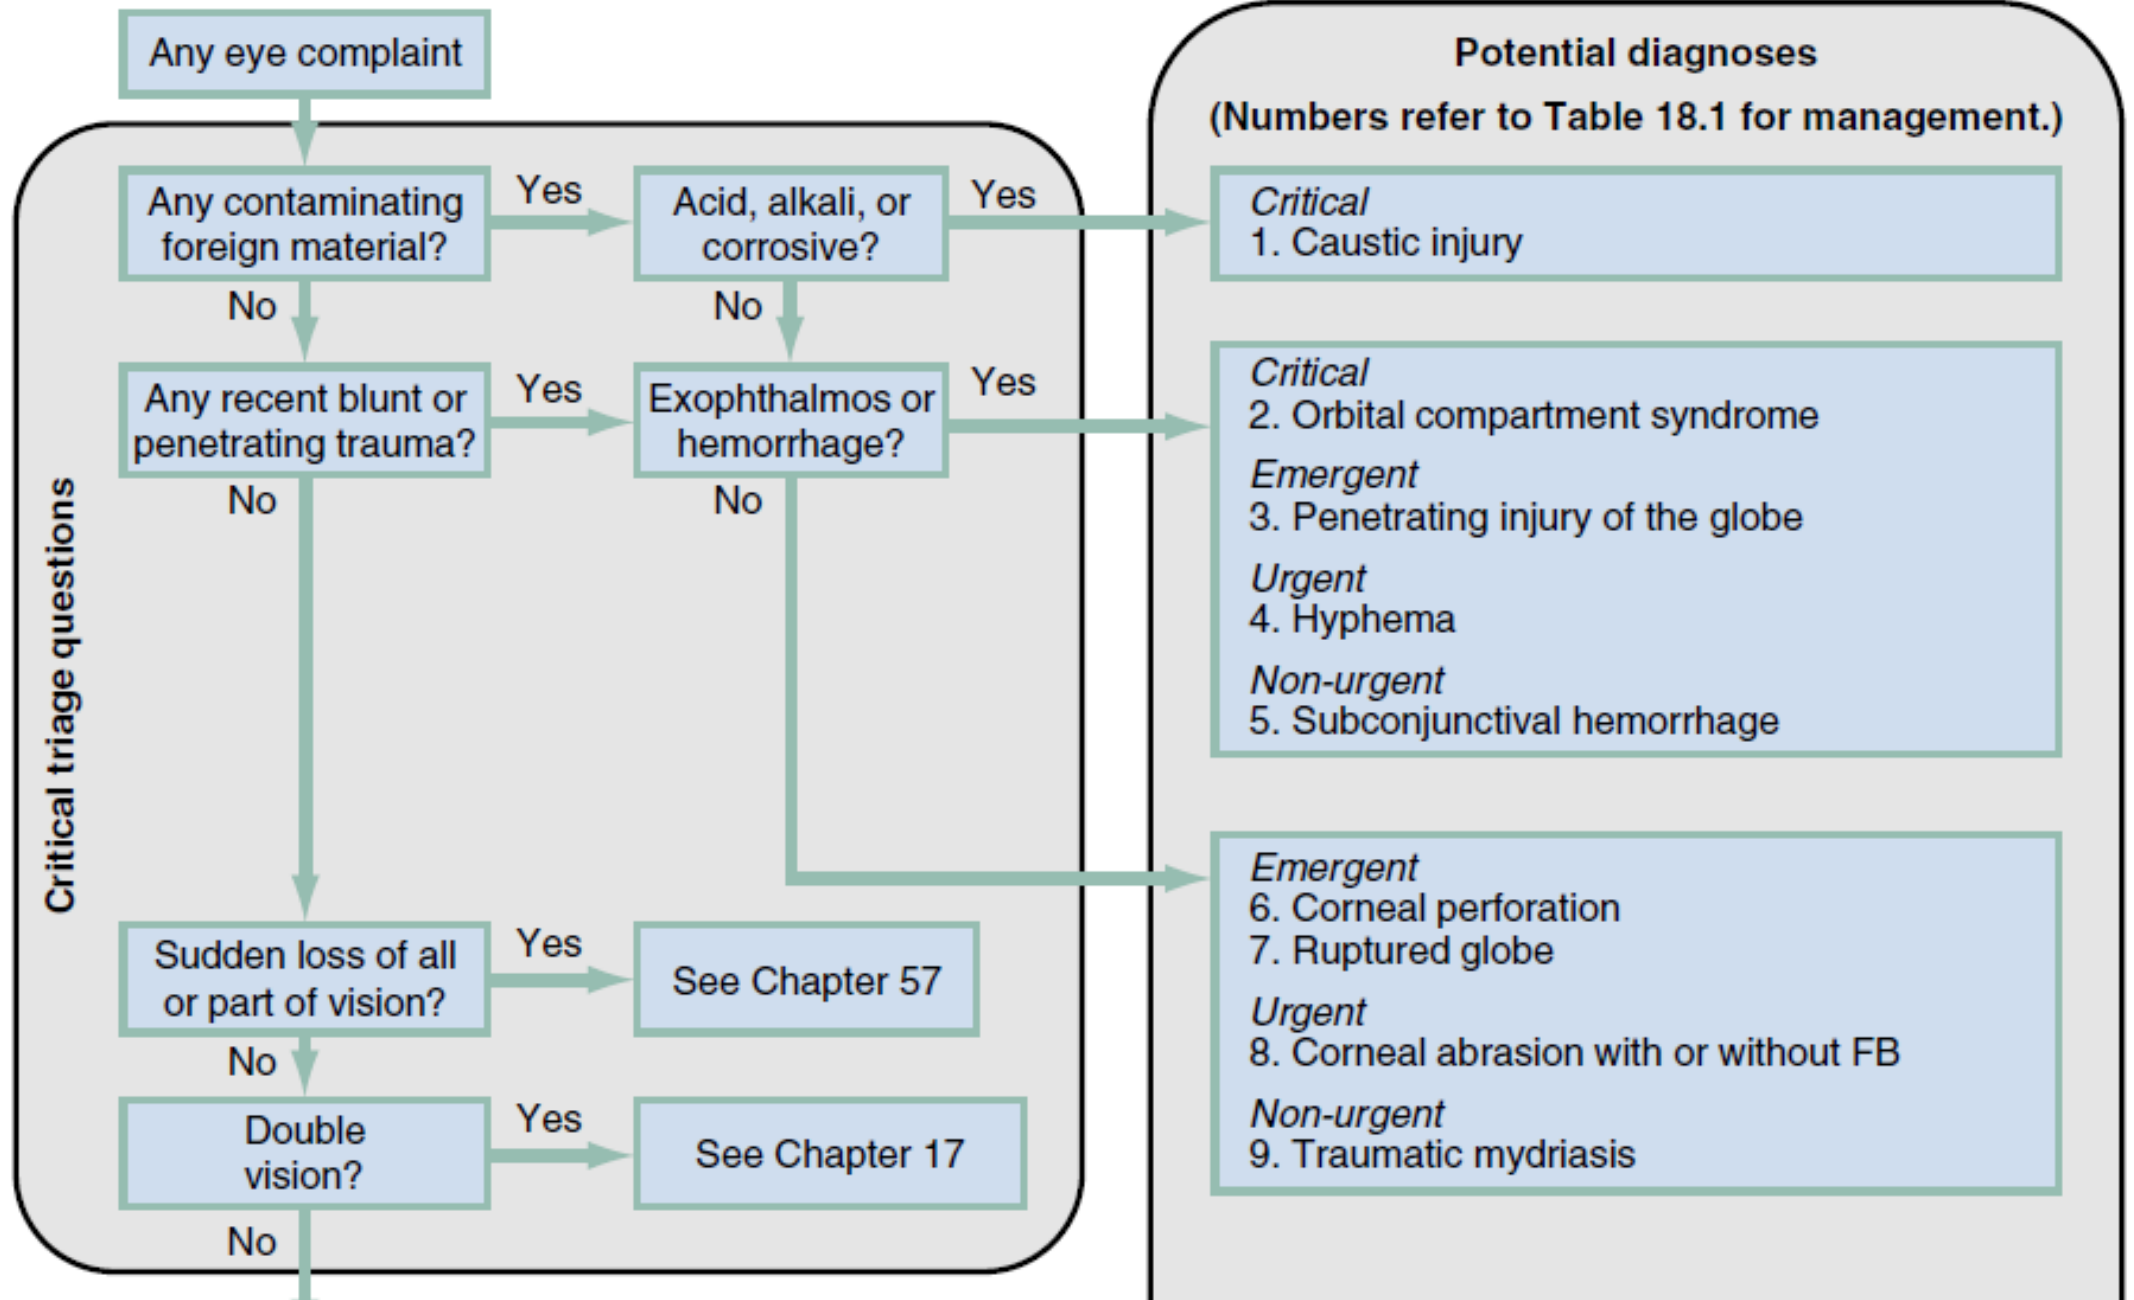 Any eye complaint
Critical triage questions
Any contaminating
foreign material?
Yes
No
Acid, alkali, or
corrosive?
Yes
No
Any recent blunt or
penetrating trauma?
Yes
No
Exophthalmos or
hemorrhage?
Yes
No
Sudden loss of all
or part of vision?
Yes
No
See Chapter 57
Double
vision?
Yes
No
See Chapter 17
Potential diagnoses
(Numbers refer to Table 18.1 for management.)
Critical
1. Caustic injury
Critical
2. Orbital compartment syndrome
Emergent
3. Penetrating injury of the globe
Urgent
4. Hyphema
Non-urgent
5. Subconjunctival hemorrhage
Emergent
6. Corneal perforation
7. Ruptured globe
Urgent
8. Corneal abrasion with or without FB
Non-urgent
9. Traumatic mydriasis